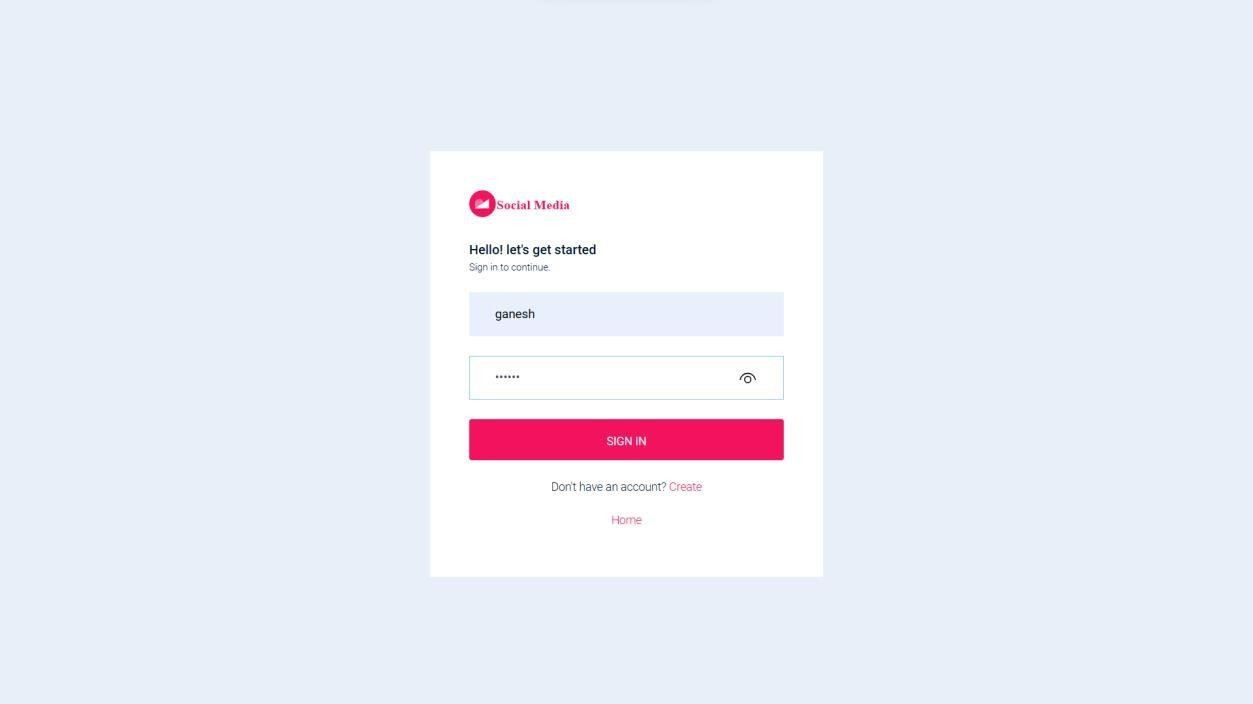 Social Media
Hello! let's get started
Sign in to continue.
ganesh
••••••
SIGN IN
Don't have an account? Create
Home